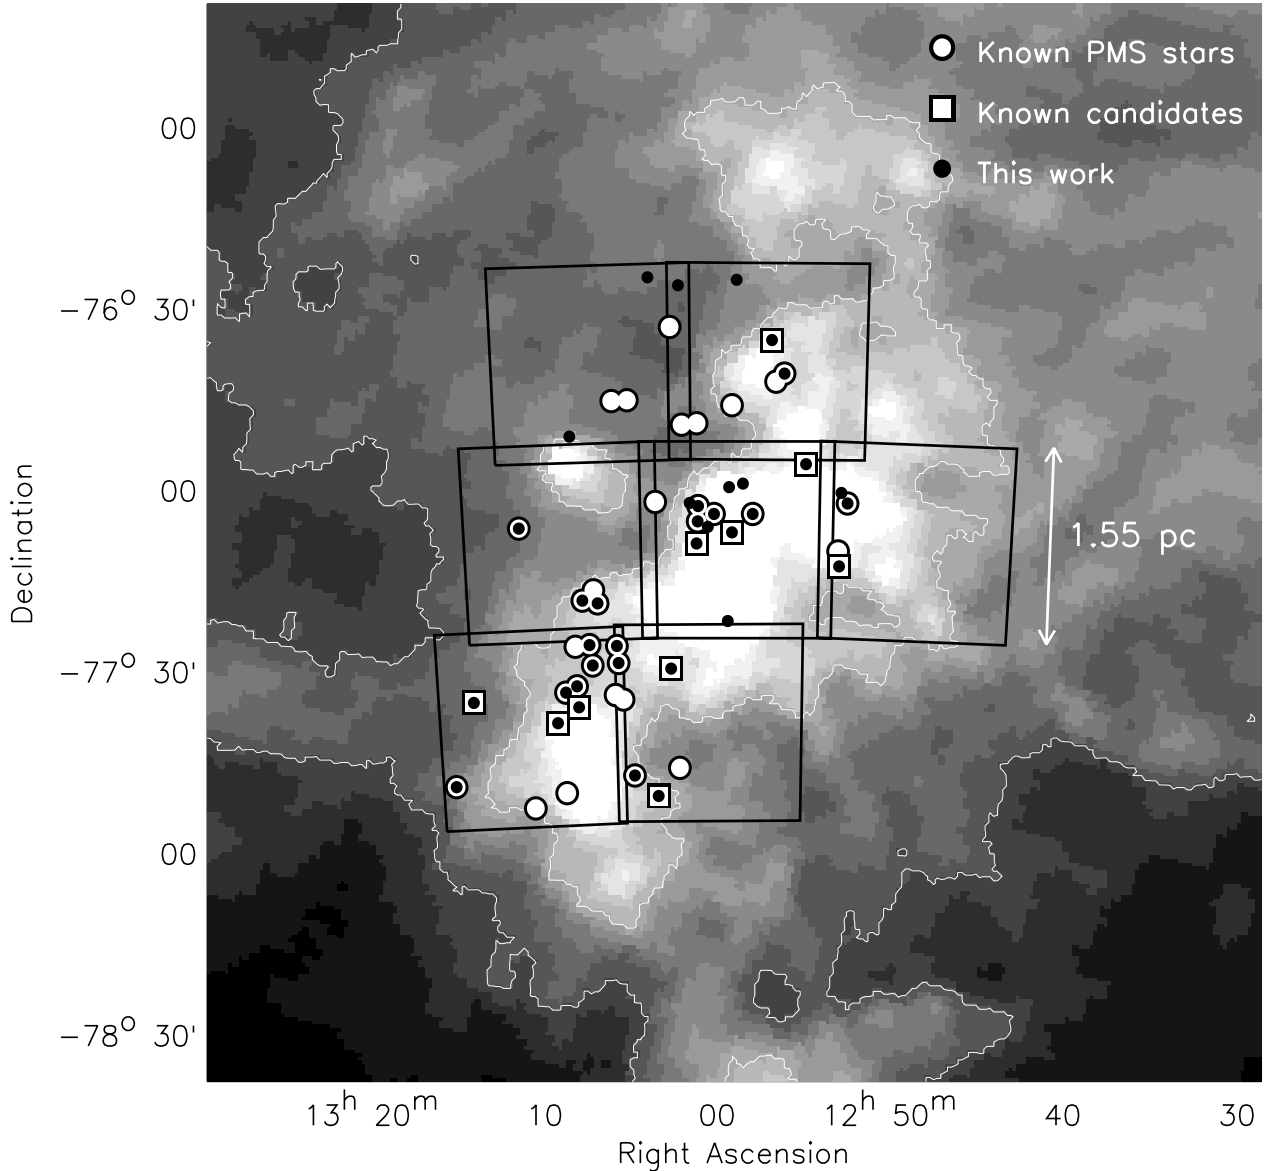 Known PMS stars
Known candidates
This work
00
−76° 30'
00
1.55 pc
−77° 30'
00
−78° 30'
Declination
13h 20m 10 00 12h 50m 40 30
Right Ascension